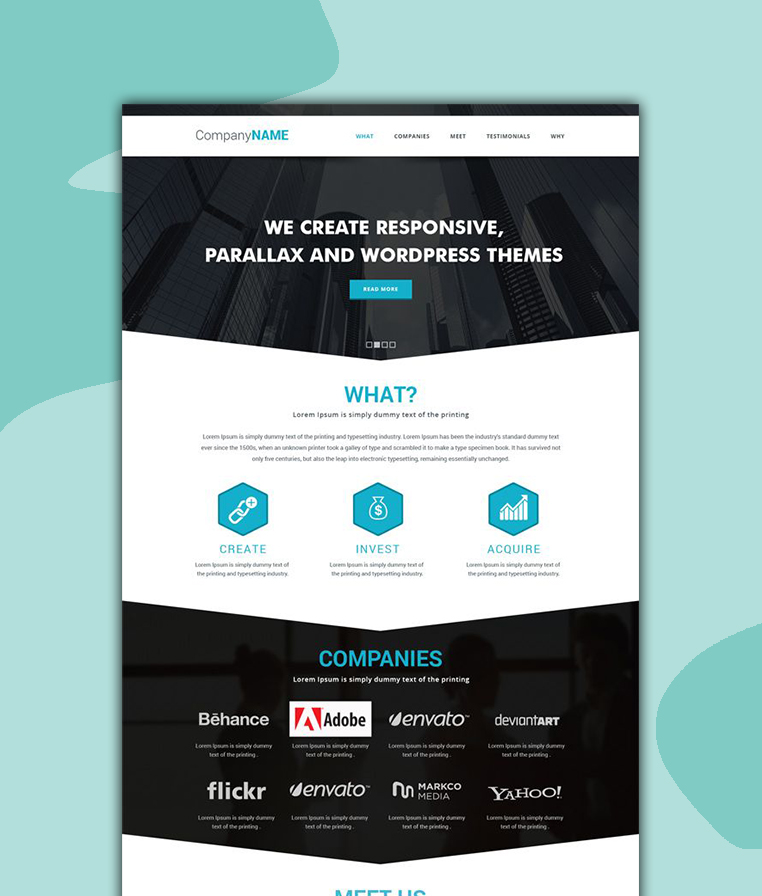 CompanyNAME WHAT COMPANIES MEET TESTIMONIALS WHY
WE CREATE RESPONSIVE,
PARALLAX AND WORDPRESS THEMES
READ MORE
WHAT?
Lorem Ipsum is simply dummy text of the printing
Lorem Ipsum is simply dummy text of the printing and typesetting industry. Lorem Ipsum has been the industry's standard dummy text
ever since the 1500s, when an unknown printer took a galley of type and scrambled it to make a type specimen book. It has survived not
only five centuries, but also the leap into electronic typesetting, remaining essentially unchanged.
CREATE INVEST ACQUIRE
Lorem Ipsum is simply dummy text of Lorem Ipsum is simply dummy text of Lorem Ipsum is simply dummy text of
the printing and typesetting industry. the printing and typesetting industry. the printing and typesetting industry.
COMPANIES
Lorem Ipsum is simply dummy text of the printing
Bēhance Adobe envato™ deviantART
Lorem Ipsum is simply dummy Lorem Ipsum is simply dummy Lorem Ipsum is simply dummy Lorem Ipsum is simply dummy
text of the printing . text of the printing . text of the printing . text of the printing .
flickr envato™ MARKCO MEDIA YAHOO!
Lorem Ipsum is simply dummy Lorem Ipsum is simply dummy Lorem Ipsum is simply dummy Lorem Ipsum is simply dummy
text of the printing . text of the printing . text of the printing . text of the printing .
MEET US